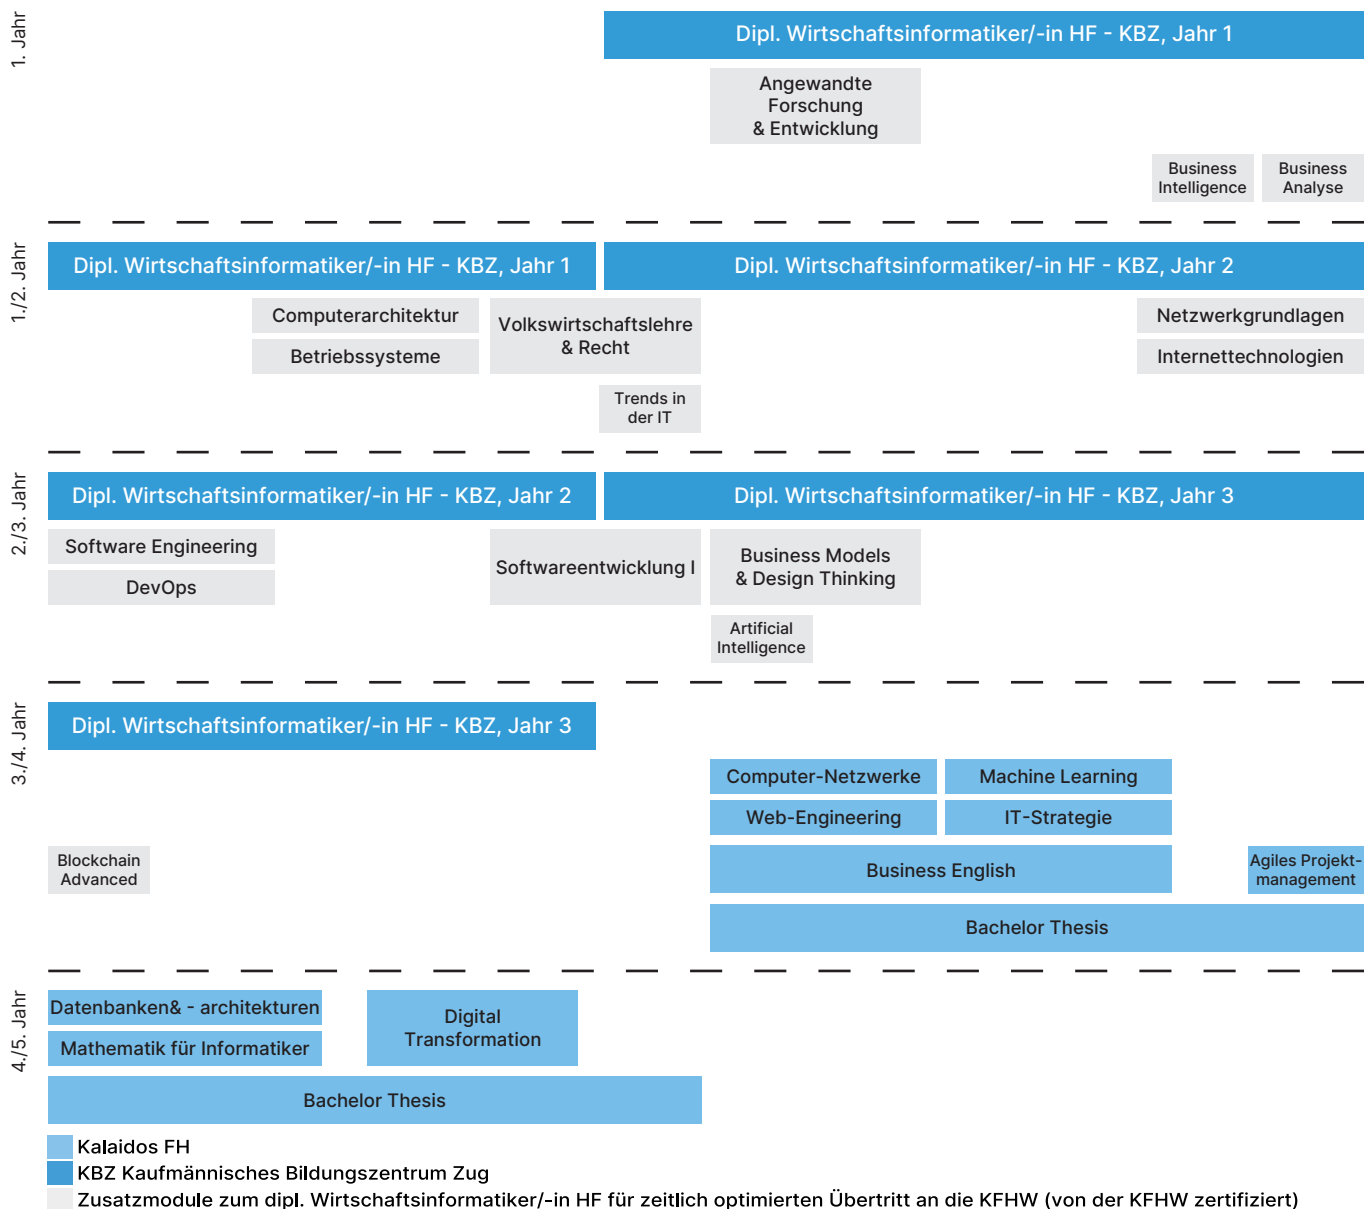 1. Jahr
Dipl. Wirtschaftsinformatiker/-in HF - KBZ, Jahr 1
Angewandte
Forschung
& Entwicklung
Business
Intelligence
Business
Analyse
1./2. Jahr
Dipl. Wirtschaftsinformatiker/-in HF - KBZ, Jahr 1
Dipl. Wirtschaftsinformatiker/-in HF - KBZ, Jahr 2
Computerarchitektur
Betriebssysteme
Volkswirtschaftslehre
& Recht
Trends in
der IT
Netzwerkgrundlagen
Internettechnologien
2./3. Jahr
Dipl. Wirtschaftsinformatiker/-in HF - KBZ, Jahr 2
Dipl. Wirtschaftsinformatiker/-in HF - KBZ, Jahr 3
Software Engineering
DevOps
Softwareentwicklung I
Business Models
& Design Thinking
Artificial
Intelligence
3./4. Jahr
Dipl. Wirtschaftsinformatiker/-in HF - KBZ, Jahr 3
Computer-Netzwerke
Machine Learning
Web-Engineering
IT-Strategie
Blockchain
Advanced
Business English
Agiles Projekt-
management
Bachelor Thesis
4./5. Jahr
Datenbanken& - architekturen
Mathematik für Informatiker
Digital
Transformation
Bachelor Thesis
Kalaidos FH
KBZ Kaufmännisches Bildungszentrum Zug
Zusatzmodule zum dipl. Wirtschaftsinformatiker/-in HF für zeitlich optimierten Übertritt an die KFHW (von der KFHW zertifiziert)